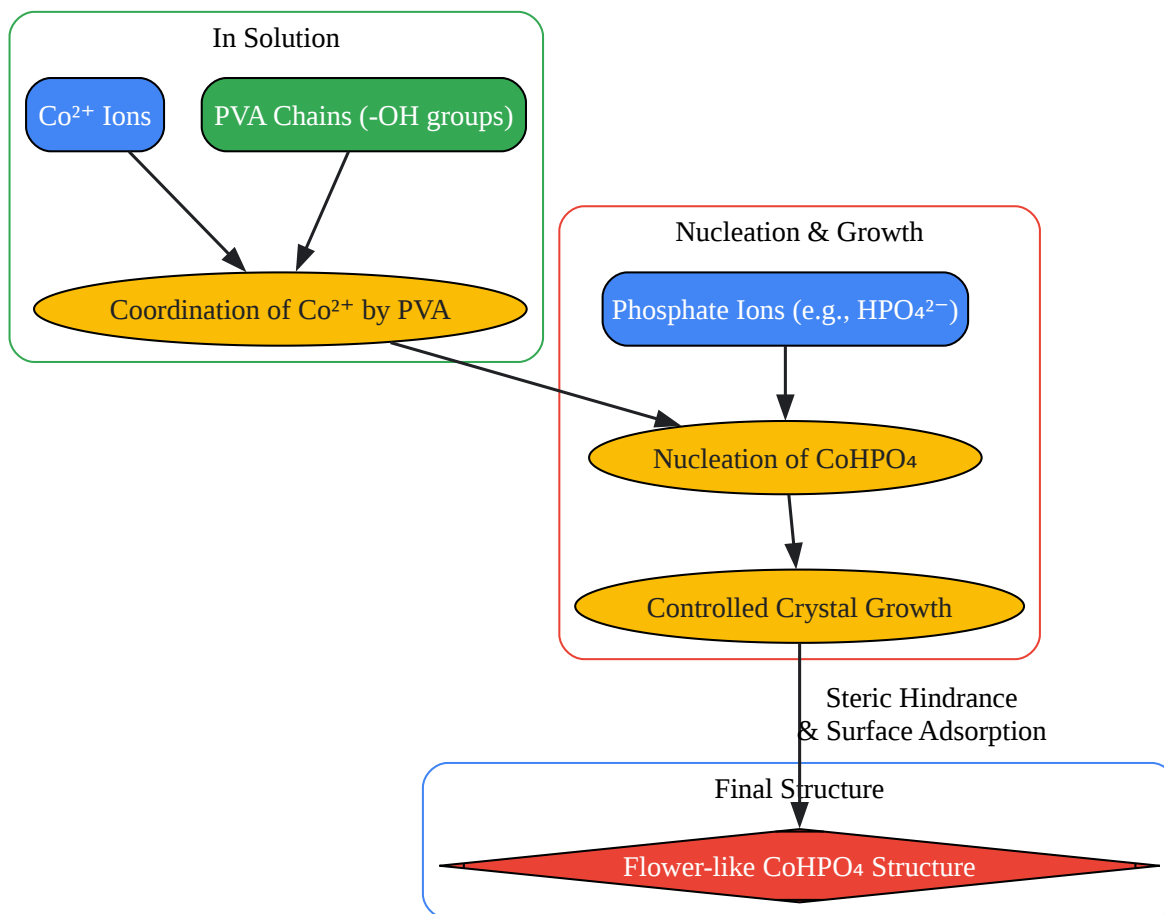 In Solution
Co²⁺ Ions
PVA Chains (-OH groups)
Coordination of Co²⁺ by PVA
Nucleation & Growth
Phosphate Ions (e.g., HPO₄²⁻)
Nucleation of CoHPO₄
Controlled Crystal Growth
Steric Hindrance
& Surface Adsorption
Final Structure
Flower-like CoHPO₄ Structure